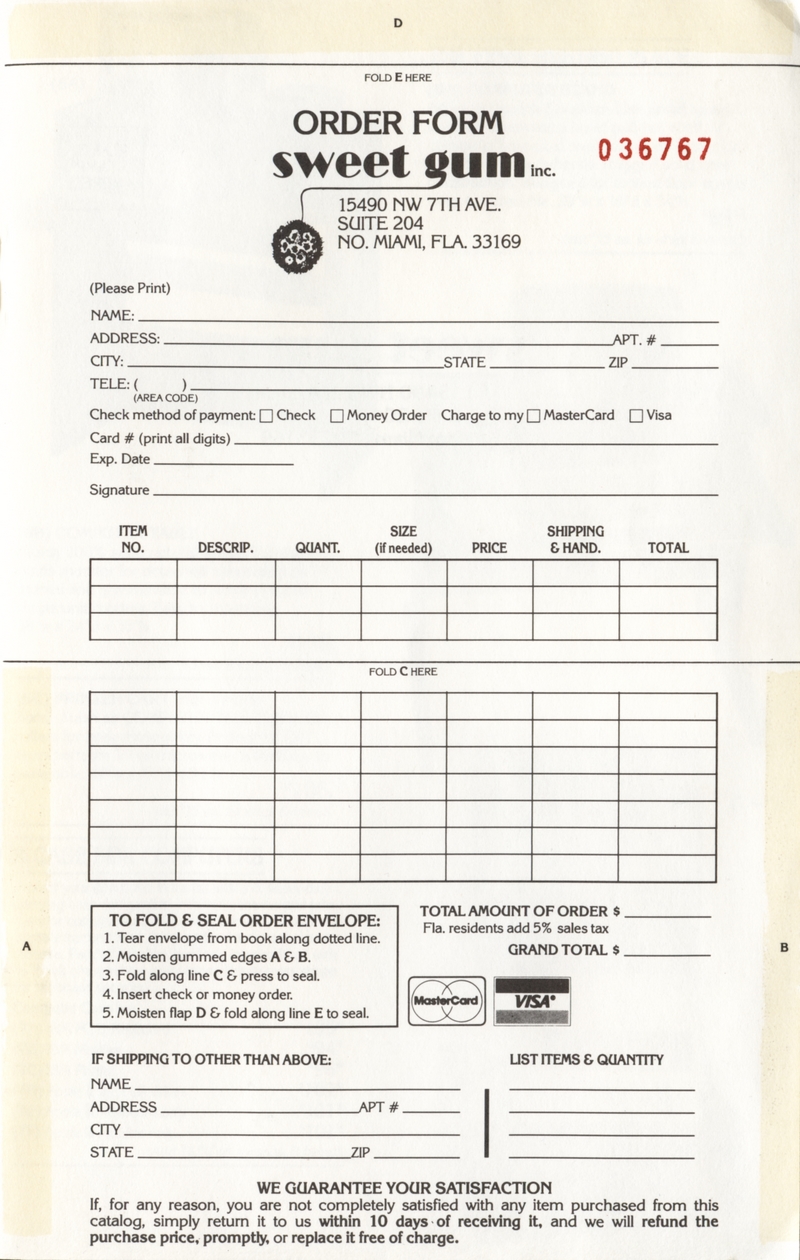 D
FOLD E HERE
ORDER FORM
sweet gum inc.
036767
15490 NW 7TH AVE.
SUITE 204
NO. MIAMI, FLA. 33169
(Please Print)
NAME:
ADDRESS: APT. #
CITY: STATE ZIP
TELE: ( )
(AREA CODE)
Check method of payment: Check Money Order Charge to my MasterCard Visa
Card # (print all digits)
Exp. Date
Signature
ITEM NO. DESCRIP. QUANT. SIZE (if needed) PRICE SHIPPING & HAND. TOTAL
FOLD C HERE
A
B
TO FOLD & SEAL ORDER ENVELOPE:
1. Tear envelope from book along dotted line.
2. Moisten gummed edges A & B.
3. Fold along line C & press to seal.
4. Insert check or money order.
5. Moisten flap D & fold along line E to seal.
TOTAL AMOUNT OF ORDER $
Fla. residents add 5% sales tax
GRAND TOTAL $
MasterCard
VISA
IF SHIPPING TO OTHER THAN ABOVE:
NAME
ADDRESS APT #
CITY
STATE ZIP
LIST ITEMS & QUANTITY
WE GUARANTEE YOUR SATISFACTION
If, for any reason, you are not completely satisfied with any item purchased from this
catalog, simply return it to us within 10 days of receiving it, and we will refund the
purchase price, promptly, or replace it free of charge.